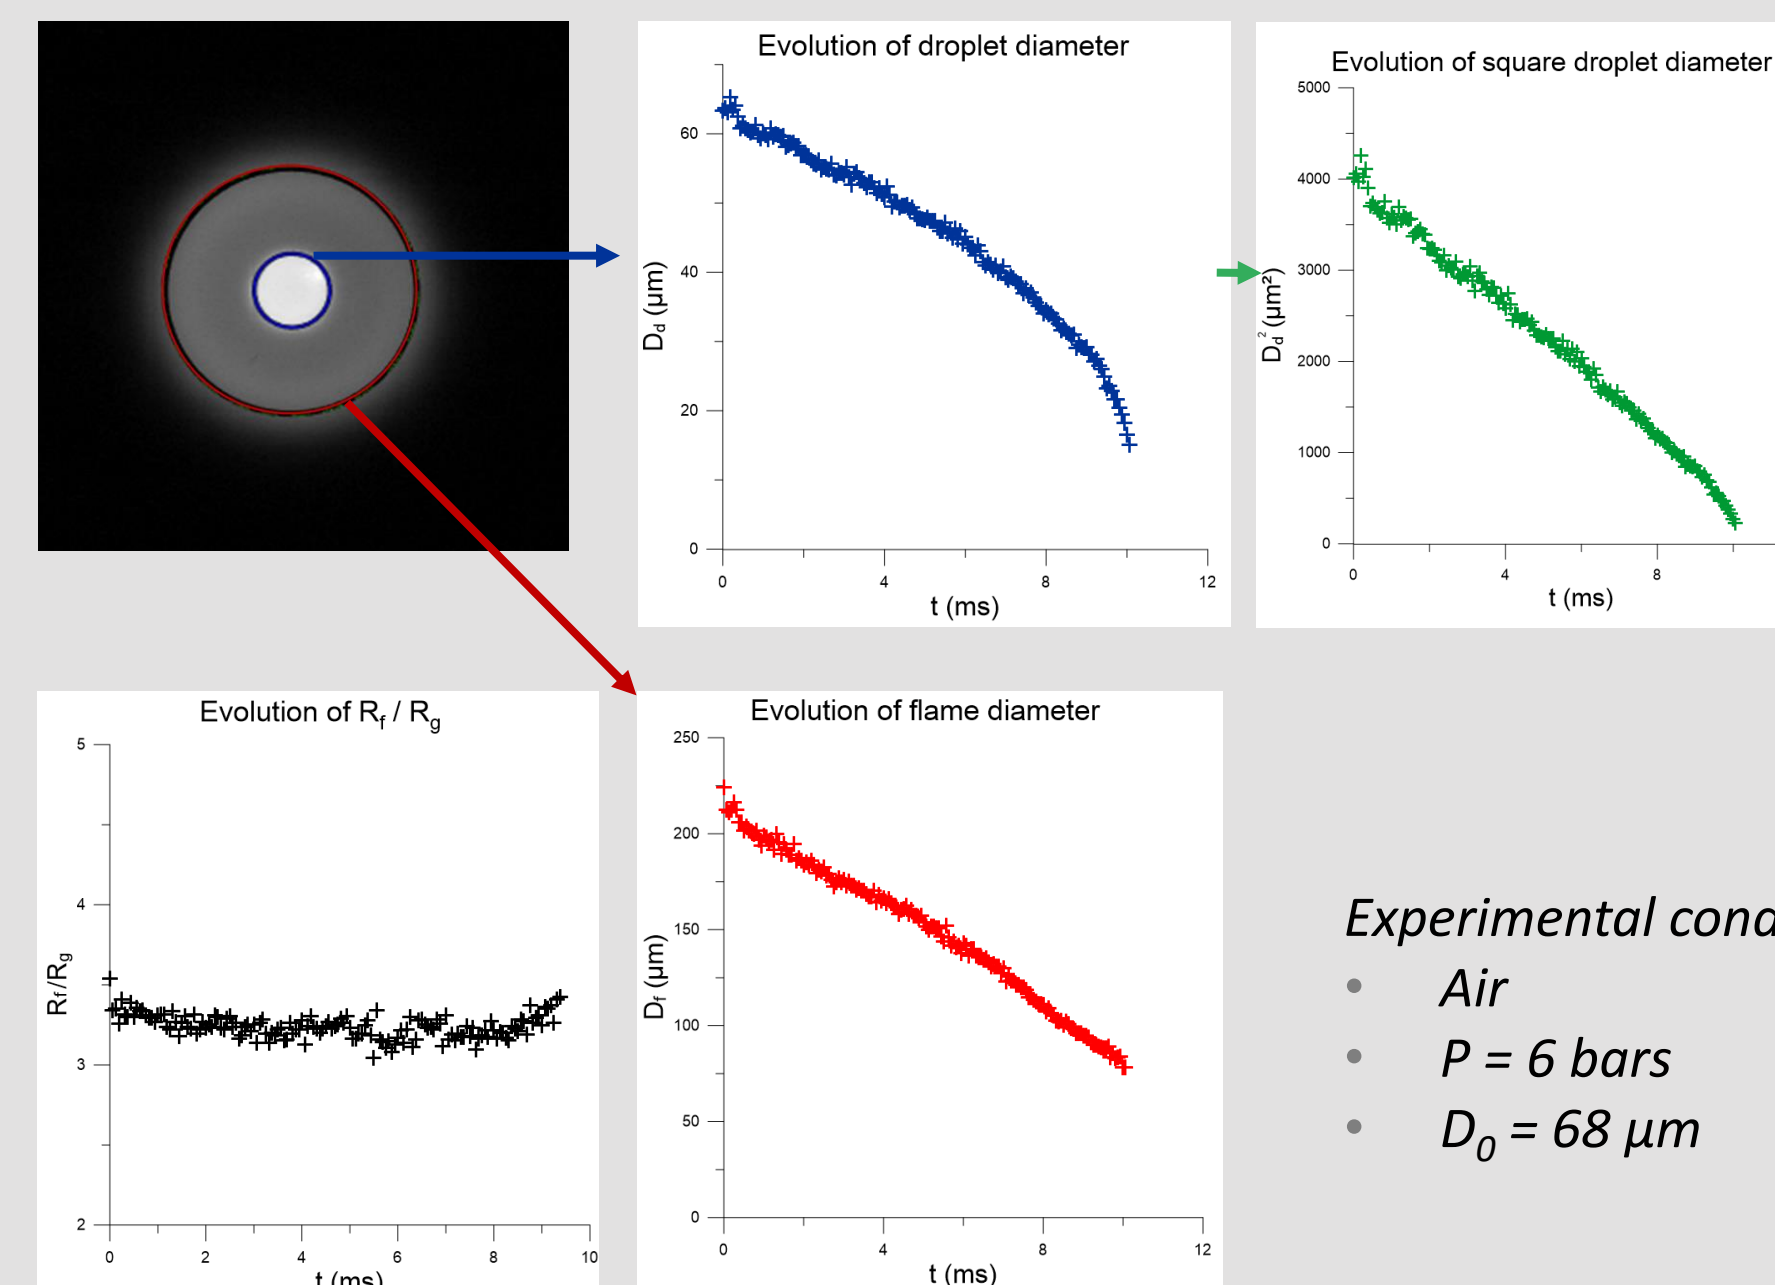 Evolution of droplet diameter
60
40
20
0
0 4 8 12
D_d (µm)
t (ms)
Evolution of square droplet diameter
5000
4000
3000
2000
1000
0
0 4 8
D_d² (µm²)
t (ms)
Evolution of R_f / R_g
5
4
3
2
0 2 4 6 8 10
R_f/R_g
t (ms)
Evolution of flame diameter
250
200
150
100
50
0
0 4 8 12
D_f (µm)
t (ms)
Experimental cond
• Air
• P = 6 bars
• D_0 = 68 µm